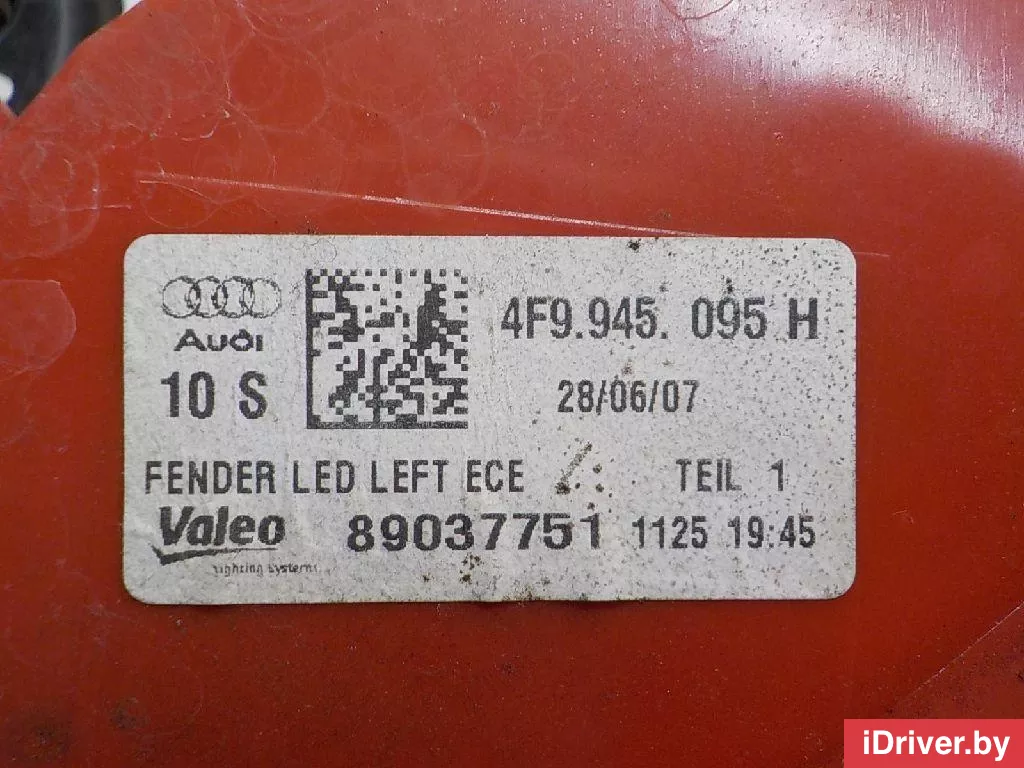 Audi
4F9.945. 095 H
10 S
28/06/07
FENDER LED LEFT ECE
TEIL 1
Valeo 89037751 1125 19:45
lighting systems
iDriver.by